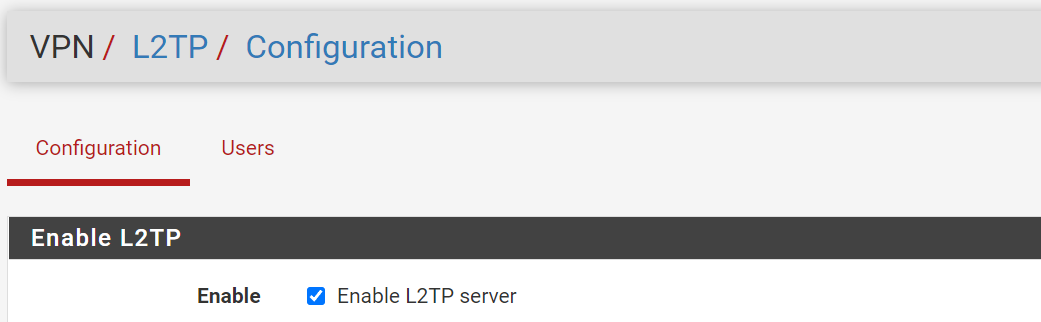 VPN / L2TP / Configuration
Configuration Users
Enable L2TP
Enable Enable L2TP server